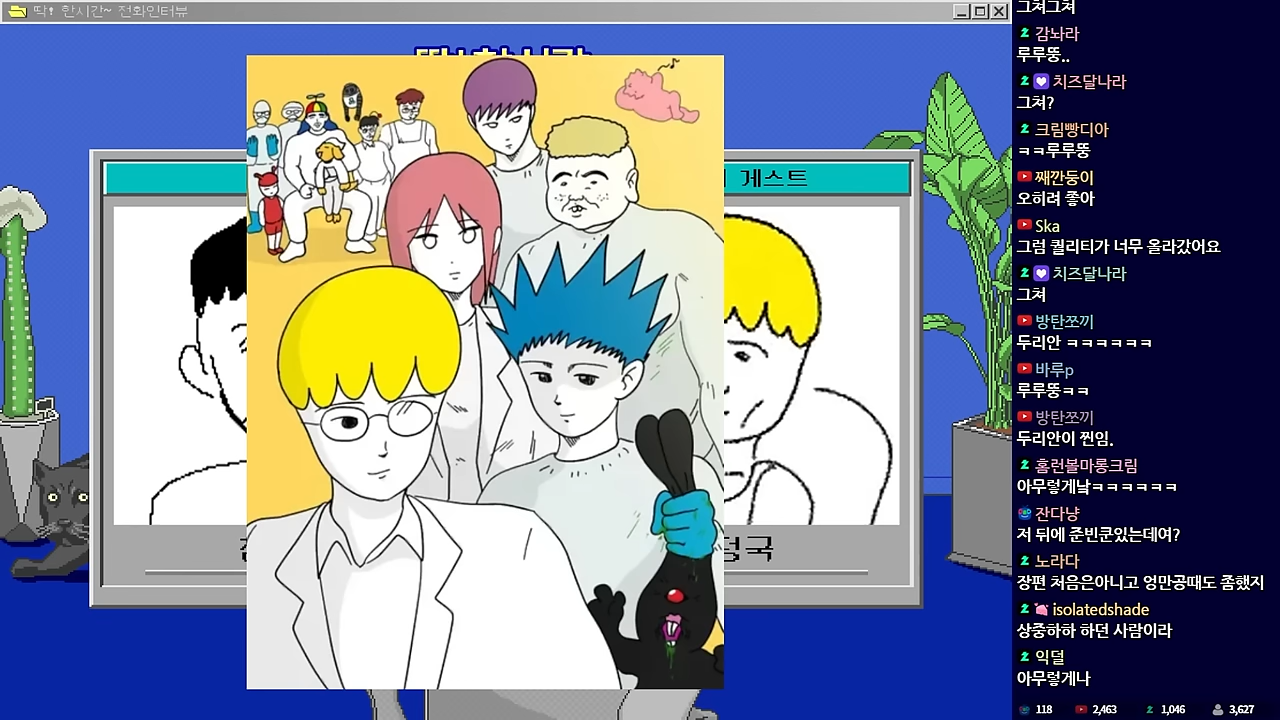 딱! 한시간~ 전화인터뷰
게스트
덩국
그쳐그쳐
감놔라
루루뚱..
치즈달나라
그쳐?
크림빵디아
ㅋㅋ루루뚱
째깐둥이
오히려 좋아
Ska
그럼 퀄리티가 너무 올라갔어요
치즈달나라
그쳐
방탄쪼끼
두리안 ㅋㅋㅋㅋㅋㅋ
바루p
루루뚱ㅋㅋ
방탄쪼끼
두리안이 찐임.
홈런볼마롱크림
아무렇게낰ㅋㅋㅋㅋㅋㅋ
잔다냥
저 뒤에 준빈쿤있는데여?
노라다
장편 처음은아니고 엉만공때도 좀했지
isolatedshade
상중하하 하던 사람이라
익덜
아무렇게나
118 2,463 1,046 3,627